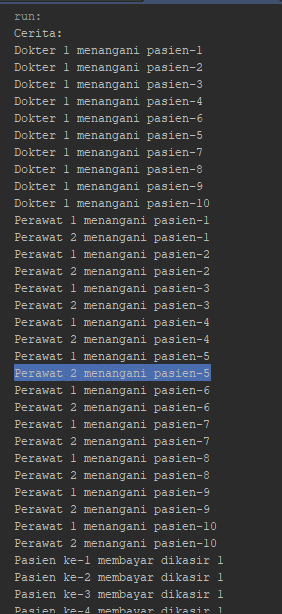 run:
Cerita:
Dokter 1 menangani pasien-1
Dokter 1 menangani pasien-2
Dokter 1 menangani pasien-3
Dokter 1 menangani pasien-4
Dokter 1 menangani pasien-6
Dokter 1 menangani pasien-5
Dokter 1 menangani pasien-7
Dokter 1 menangani pasien-8
Dokter 1 menangani pasien-9
Dokter 1 menangani pasien-10
Perawat 1 menangani pasien-1
Perawat 2 menangani pasien-1
Perawat 1 menangani pasien-2
Perawat 2 menangani pasien-2
Perawat 1 menangani pasien-3
Perawat 2 menangani pasien-3
Perawat 1 menangani pasien-4
Perawat 2 menangani pasien-4
Perawat 1 menangani pasien-5
Perawat 2 menangani pasien-5
Perawat 1 menangani pasien-6
Perawat 2 menangani pasien-6
Perawat 1 menangani pasien-7
Perawat 2 menangani pasien-7
Perawat 1 menangani pasien-8
Perawat 2 menangani pasien-8
Perawat 1 menangani pasien-9
Perawat 2 menangani pasien-9
Perawat 1 menangani pasien-10
Perawat 2 menangani pasien-10
Pasien ke-1 membayar dikasir 1
Pasien ke-2 membayar dikasir 1
Pasien ke-3 membayar dikasir 1
Pasien ke-4 membayar dikasir 1